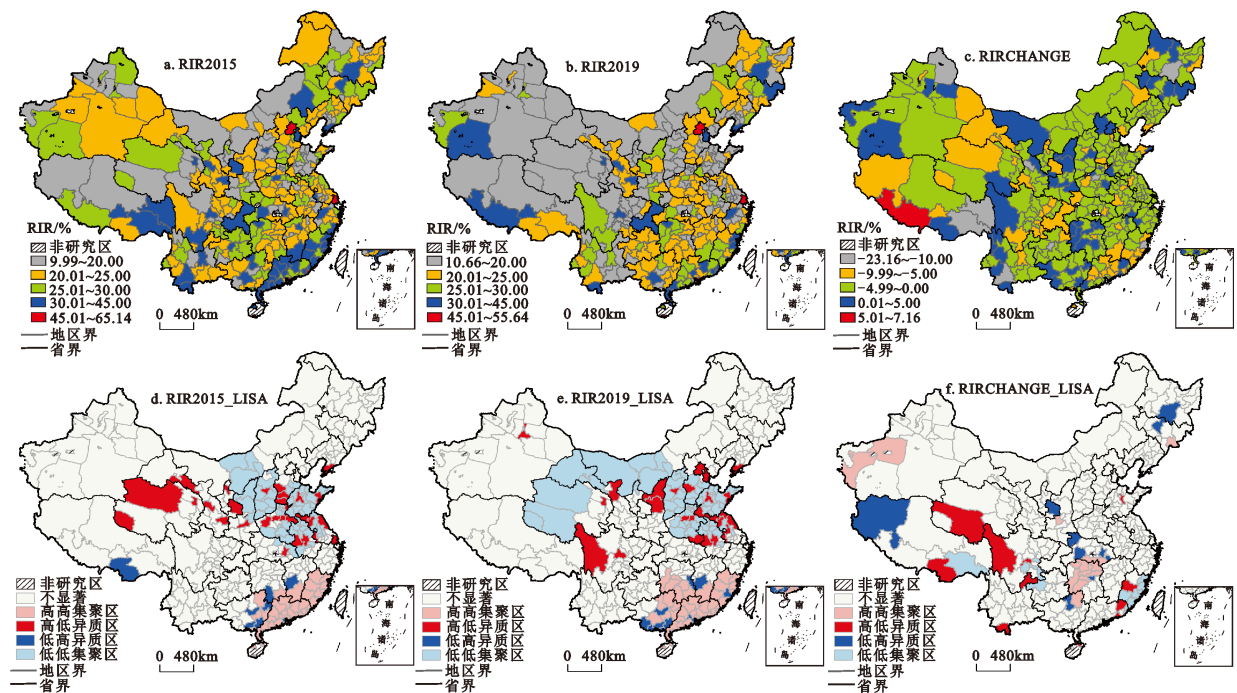 a. RIR2015
RIR/%
非研究区
9.99~20.00
20.01~25.00
25.01~30.00
30.01~45.00
45.01~65.14
地区界
省界
0 480km
南
海
诸
岛
b. RIR2019
RIR/%
非研究区
10.66~20.00
20.01~25.00
25.01~30.00
30.01~45.00
45.01~55.64
地区界
省界
0 480km
南
海
诸
岛
c. RIRCHANGE
RIR/%
非研究区
-23.16~-10.00
-9.99~-5.00
-4.99~0.00
0.01~5.00
5.01~7.16
地区界
省界
0 480km
南
海
诸
岛
d. RIR2015_LISA
非研究区
不显著
高高集聚区
高低异质区
低高异质区
低低集聚区
地区界
省界
0 480km
南
海
诸
岛
e. RIR2019_LISA
非研究区
不显著
高高集聚区
高低异质区
低高异质区
低低集聚区
地区界
省界
0 480km
南
海
诸
岛
f. RIRCHANGE_LISA
非研究区
不显著
高高集聚区
高低异质区
低高异质区
低低集聚区
地区界
省界
0 480km
南
海
诸
岛